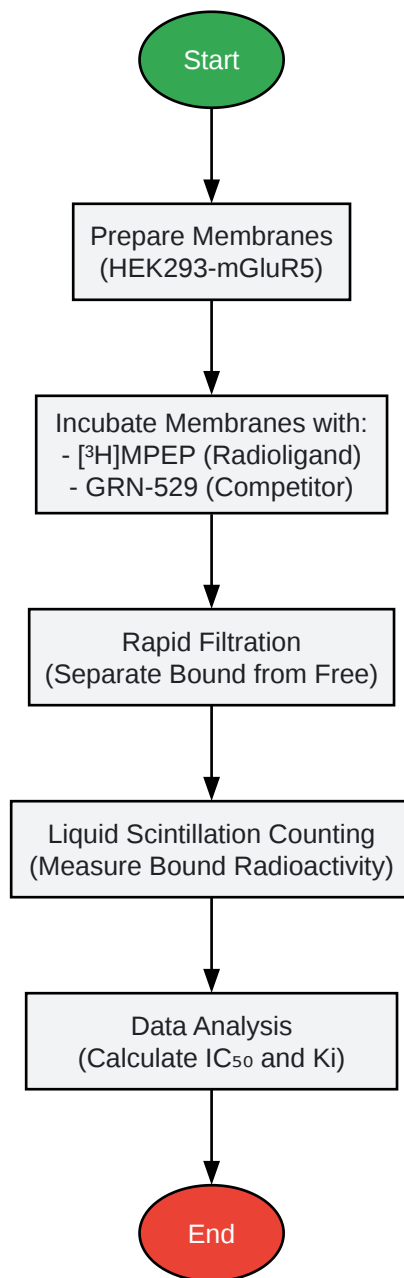 Start
Prepare Membranes
(HEK293-mGluR5)
Incubate Membranes with:
- [³H]MPEP (Radioligand)
- GRN-529 (Competitor)
Rapid Filtration
(Separate Bound from Free)
Liquid Scintillation Counting
(Measure Bound Radioactivity)
Data Analysis
(Calculate IC₅₀ and Ki)
End